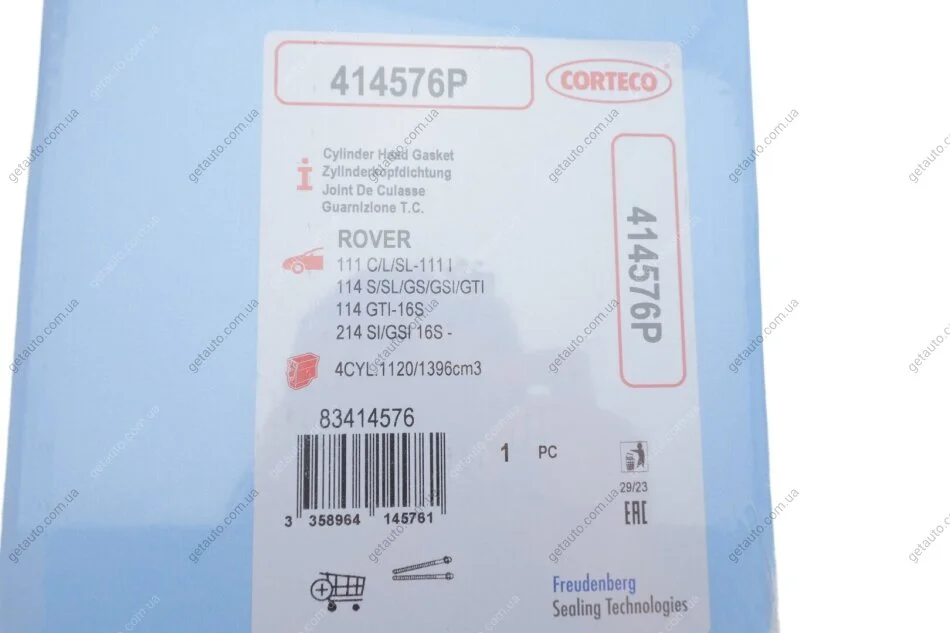 414576P
CORTECO
Cylinder Head Gasket
Zylinderkopfdichtung
Joint De Culasse
Guarnizione T.C.
414576P
ROVER
111 C/L/SL-111 I
114 S/SL/GS/GSI/GTI
114 GTI-16S
214 SI/GSI 16S -
4CYL.1120/1396cm3
83414576
1 PC
29/23
EAC
3 358964 145761
Freudenberg
Sealing Technologies
getauto.com.ua